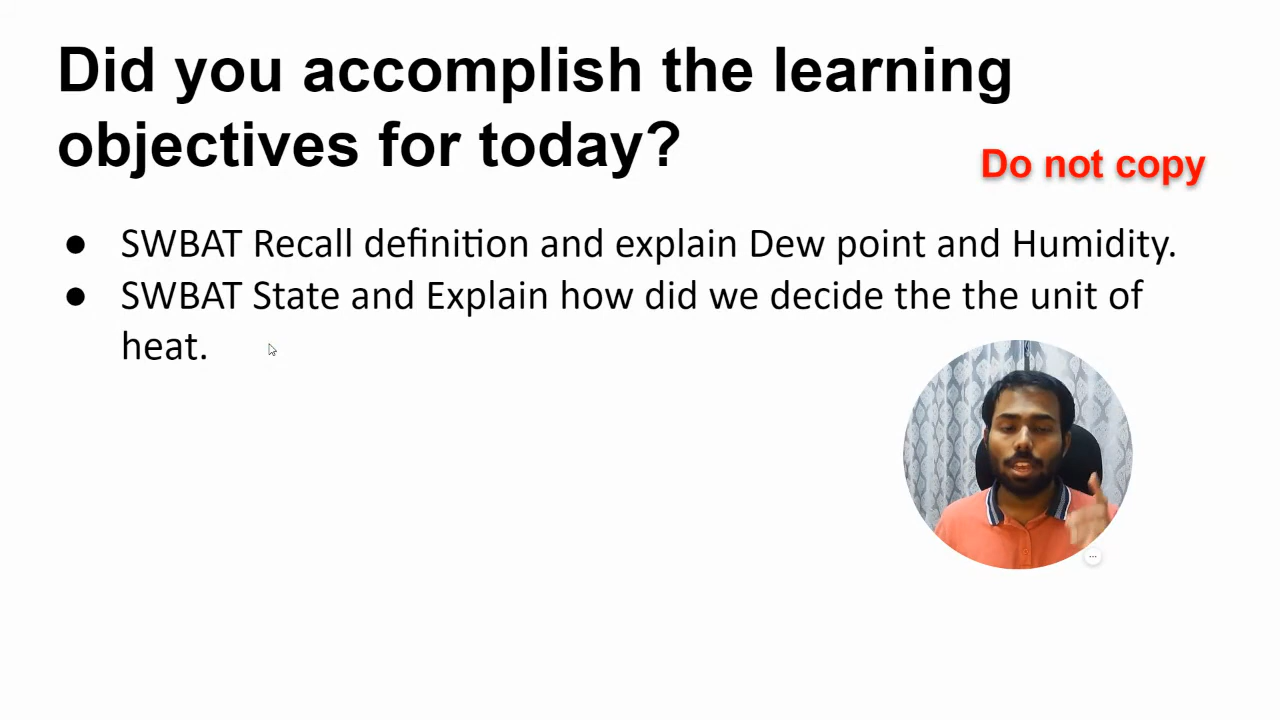 Did you accomplish the learning
objectives for today?
Do not copy
● SWBAT Recall definition and explain Dew point and Humidity.
● SWBAT State and Explain how did we decide the the unit of
heat.